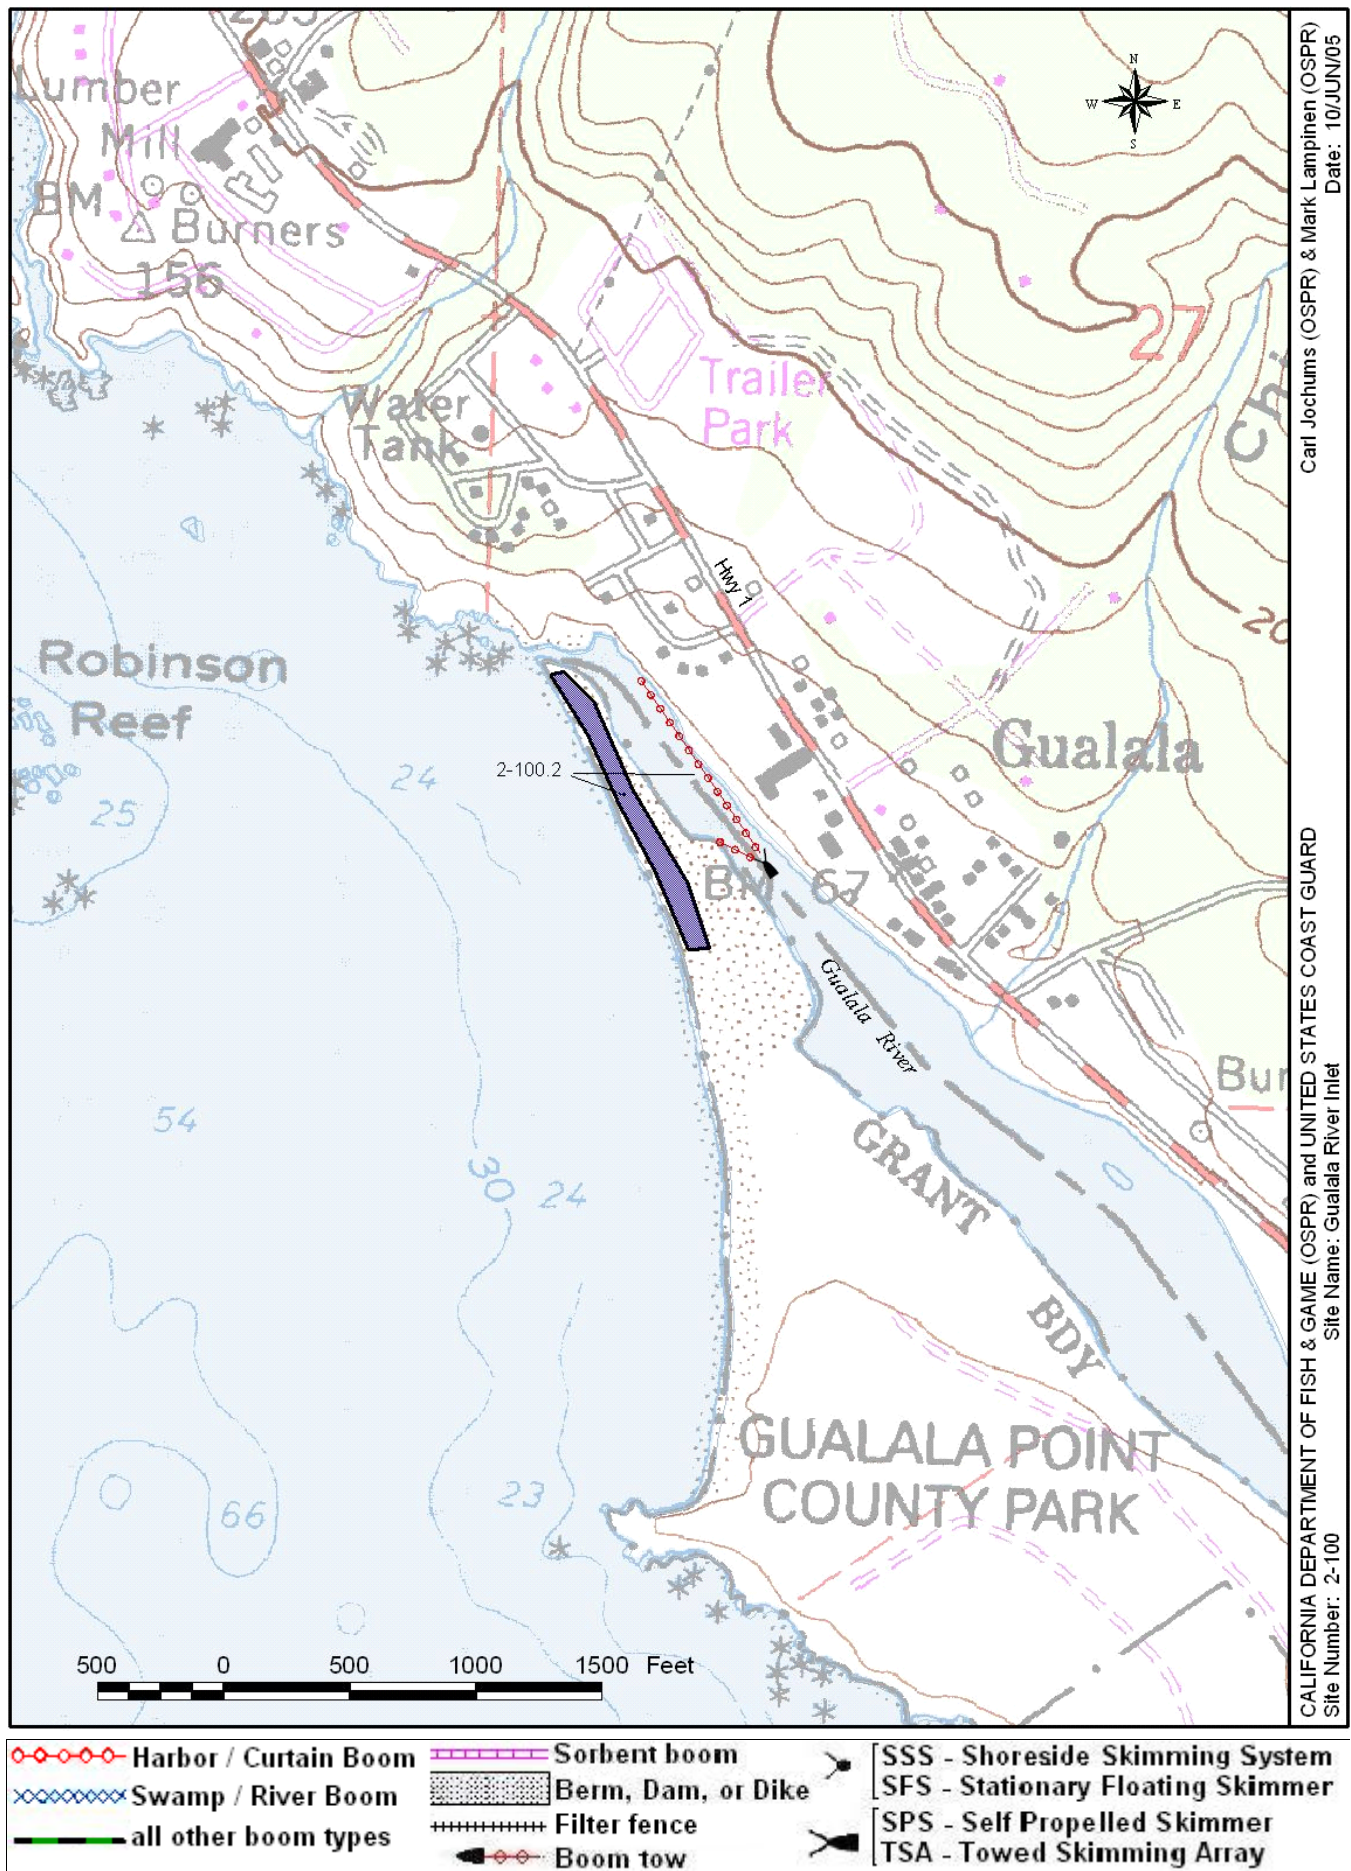 N
W E
S
Lumber
Mill
BM
Burners
156
27
Trailer
Park
Water
Tank
Hwy 1
20
Robinson
Reef
Gualala
24
25
2-100.2
BM 67
Gualala River
54
30
24
GRANT
BDY
GUALALA POINT
COUNTY PARK
23
66
500 0 500 1000 1500 Feet
Carl Jochums (OSPR) & Mark Lampinen (OSPR)
Date: 10/JUN/05
CALIFORNIA DEPARTMENT OF FISH & GAME (OSPR) and UNITED STATES COAST GUARD
Site Number: 2-100 Site Name: Gualala River Inlet
Harbor / Curtain Boom
Swamp / River Boom
all other boom types
Sorbent boom
Berm, Dam, or Dike
Filter fence
Boom tow
SSS - Shoreside Skimming System
SFS - Stationary Floating Skimmer
SPS - Self Propelled Skimmer
TSA - Towed Skimming Array